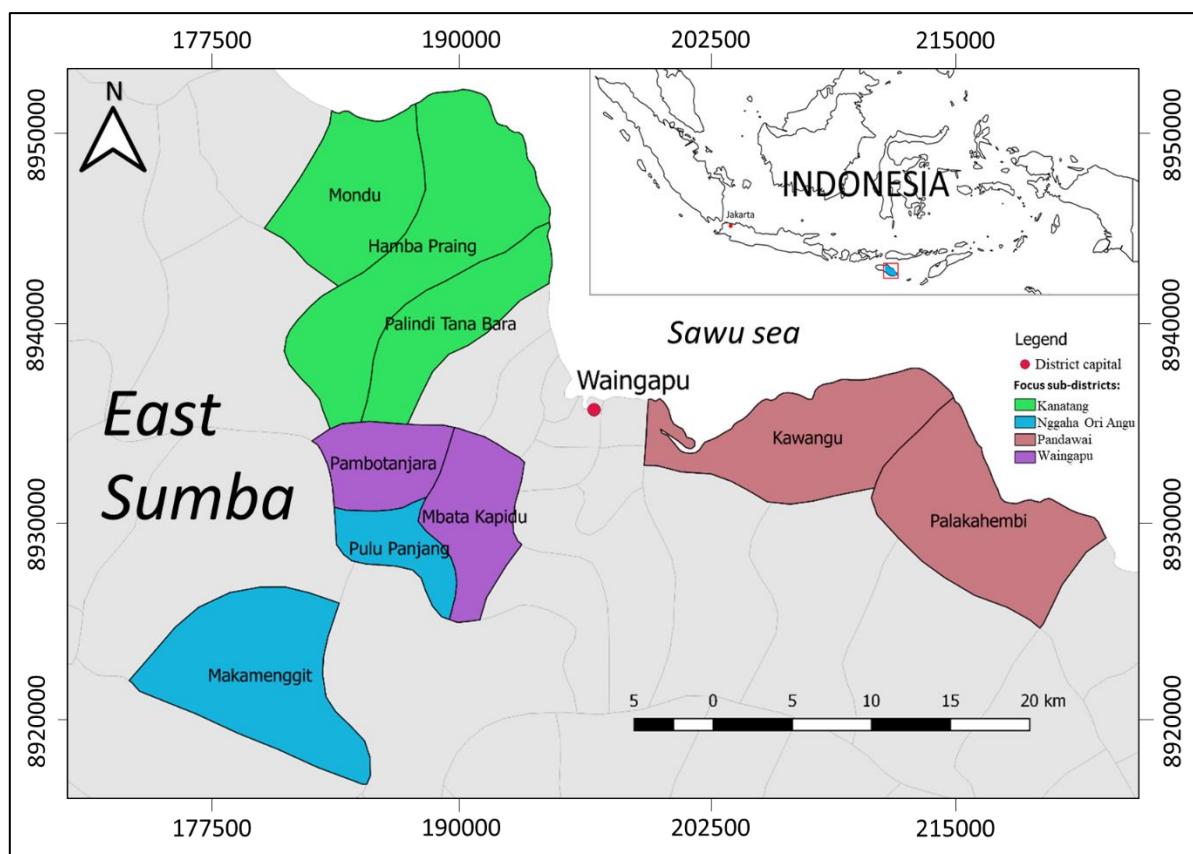 177500 190000 202500 215000
N
8950000
8950000
INDONESIA
Jakarta
Mondu
Hamba Praing
Palindi Tana Bara
8940000
8940000
Sawu sea
Legend
District capital
Focus sub-districts:
Kanatang
Nggaha Ori Angu
Pandawai
Waingapu
Waingapu
East
Sumba
Kawangu
Pambotanjara
Mbata Kapidu
Palakahembi
8930000
8930000
Pulu Panjang
Makamenggit
5 0 5 10 15 20 km
8920000
8920000
177500 190000 202500 215000